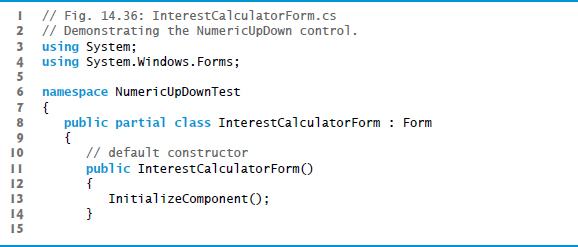 1 // Fig. 14.36: InterestCalculatorForm.cs
2 // Demonstrating the NumericUpDown control.
3 using System;
4 using System.Windows.Forms;
5
6 namespace NumericUpDownTest
7 {
8 public partial class InterestCalculatorForm : Form
9 {
10 // default constructor
11 public InterestCalculatorForm()
12 {
13 InitializeComponent();
14 }
15